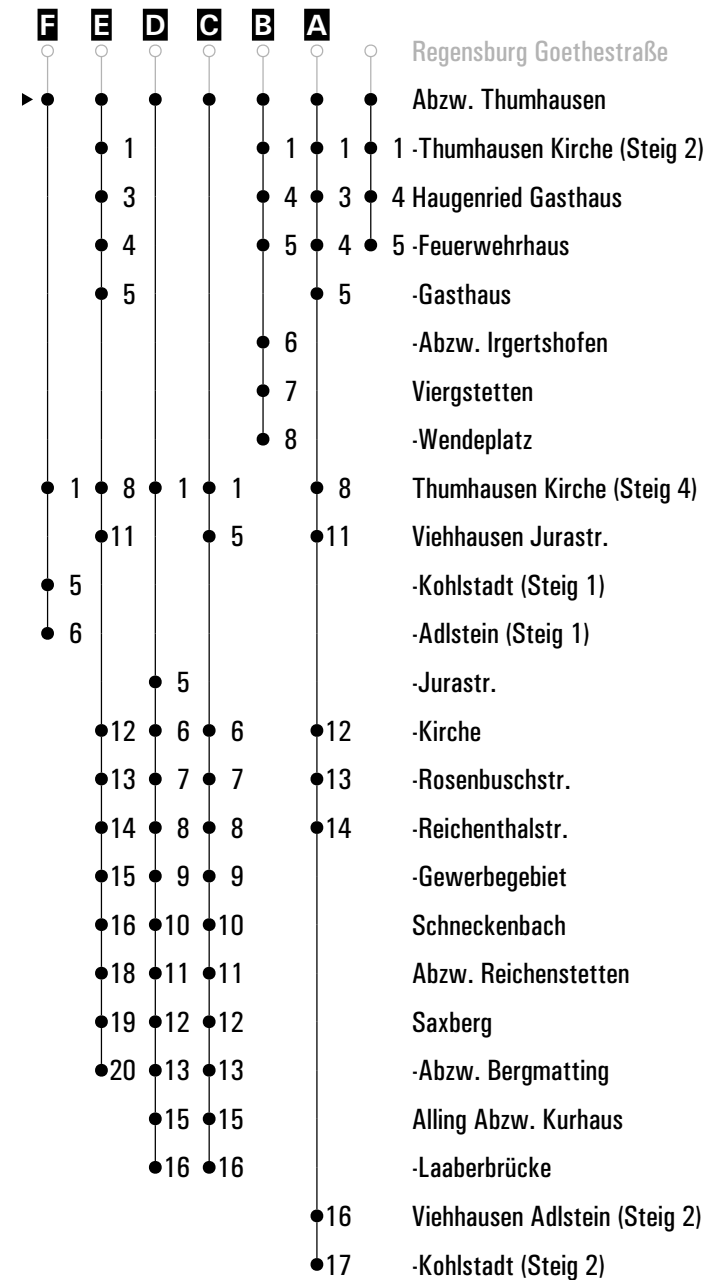 F E D C B A
Regensburg Goethestraße
Abzw. Thumhausen
1 1 1 1 -Thumhausen Kirche (Steig 2)
3 4 3 4 Haugenried Gasthaus
4 5 4 5 -Feuerwehrhaus
5 5 -Gasthaus
6 -Abzw. Irgertshofen
7 Viergstetten
8 -Wendeplatz
1 8 1 1 8 Thumhausen Kirche (Steig 4)
11 5 11 Viehhausen Jurastr.
5 -Kohlstadt (Steig 1)
6 -Adlstein (Steig 1)
5 -Jurastr.
12 6 6 12 -Kirche
13 7 7 13 -Rosenbuschstr.
14 8 8 14 -Reichenthalstr.
15 9 9 -Gewerbegebiet
16 10 10 Schneckenbach
18 11 11 Abzw. Reichenstetten
19 12 12 Saxberg
20 13 13 -Abzw. Bergmatting
15 15 Alling Abzw. Kurhaus
16 16 -Laaberbrücke
16 Viehhausen Adlstein (Steig 2)
17 -Kohlstadt (Steig 2)